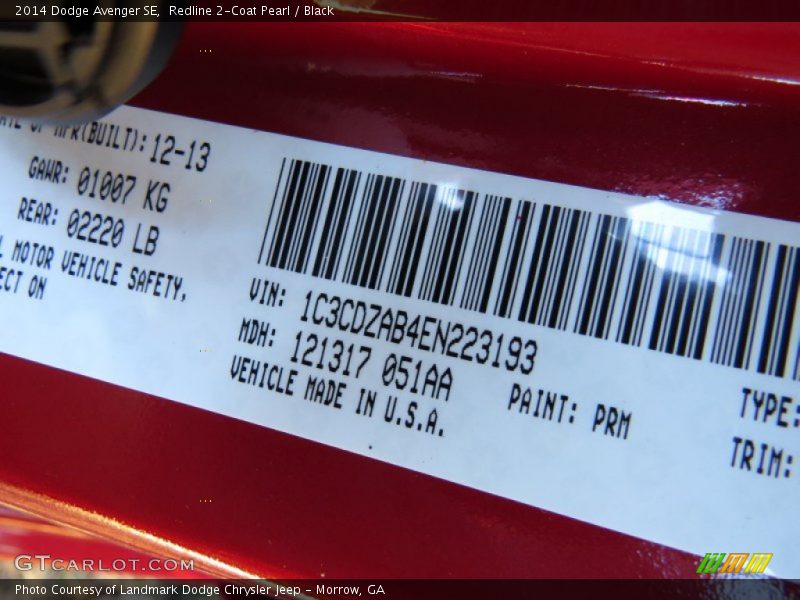 2014 Dodge Avenger SE, Redline 2-Coat Pearl / Black
MFR(BUILT): 12-13
GAWR: 01007 KG
REAR: 02220 LB
MOTOR VEHICLE SAFETY,
ON
VIN: 1C3CDZAB4EN223193
MDH: 121317 051AA
VEHICLE MADE IN U.S.A.
PAINT: PRM
TYPE:
TRIM:
GTCARLOT.COM
Photo Courtesy of Landmark Dodge Chrysler Jeep - Morrow, GA